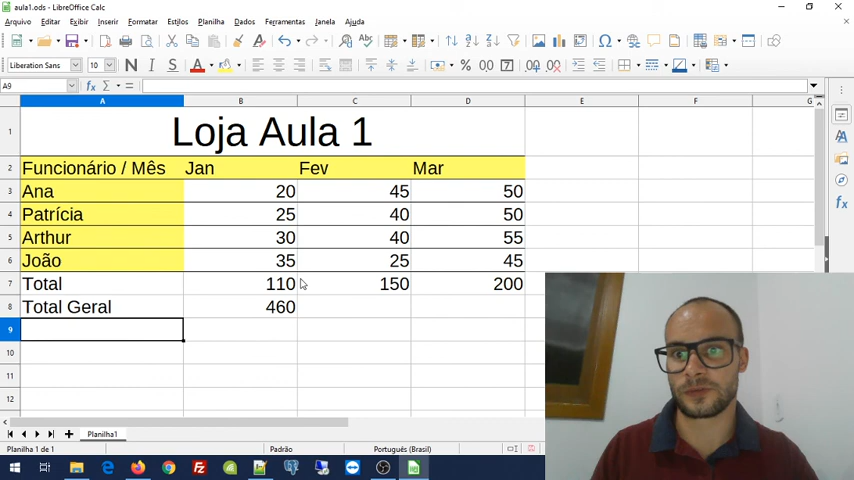 aula1.ods - LibreOffice Calc
Arquivo Editar Exibir Inserir Formatar Estilos Planilha Dados Ferramentas Janela Ajuda
Liberation Sans 10 N I S A
A9 fx Σ =
A B C D E F G
1 Loja Aula 1
2 Funcionário / Mês Jan Fev Mar
3 Ana 20 45 50
4 Patrícia 25 40 50
5 Arthur 30 40 55
6 João 35 25 45
7 Total 110 150 200
8 Total Geral 460
9
10
11
12
Planilha1
Planilha 1 de 1 Padrão Português (Brasil)